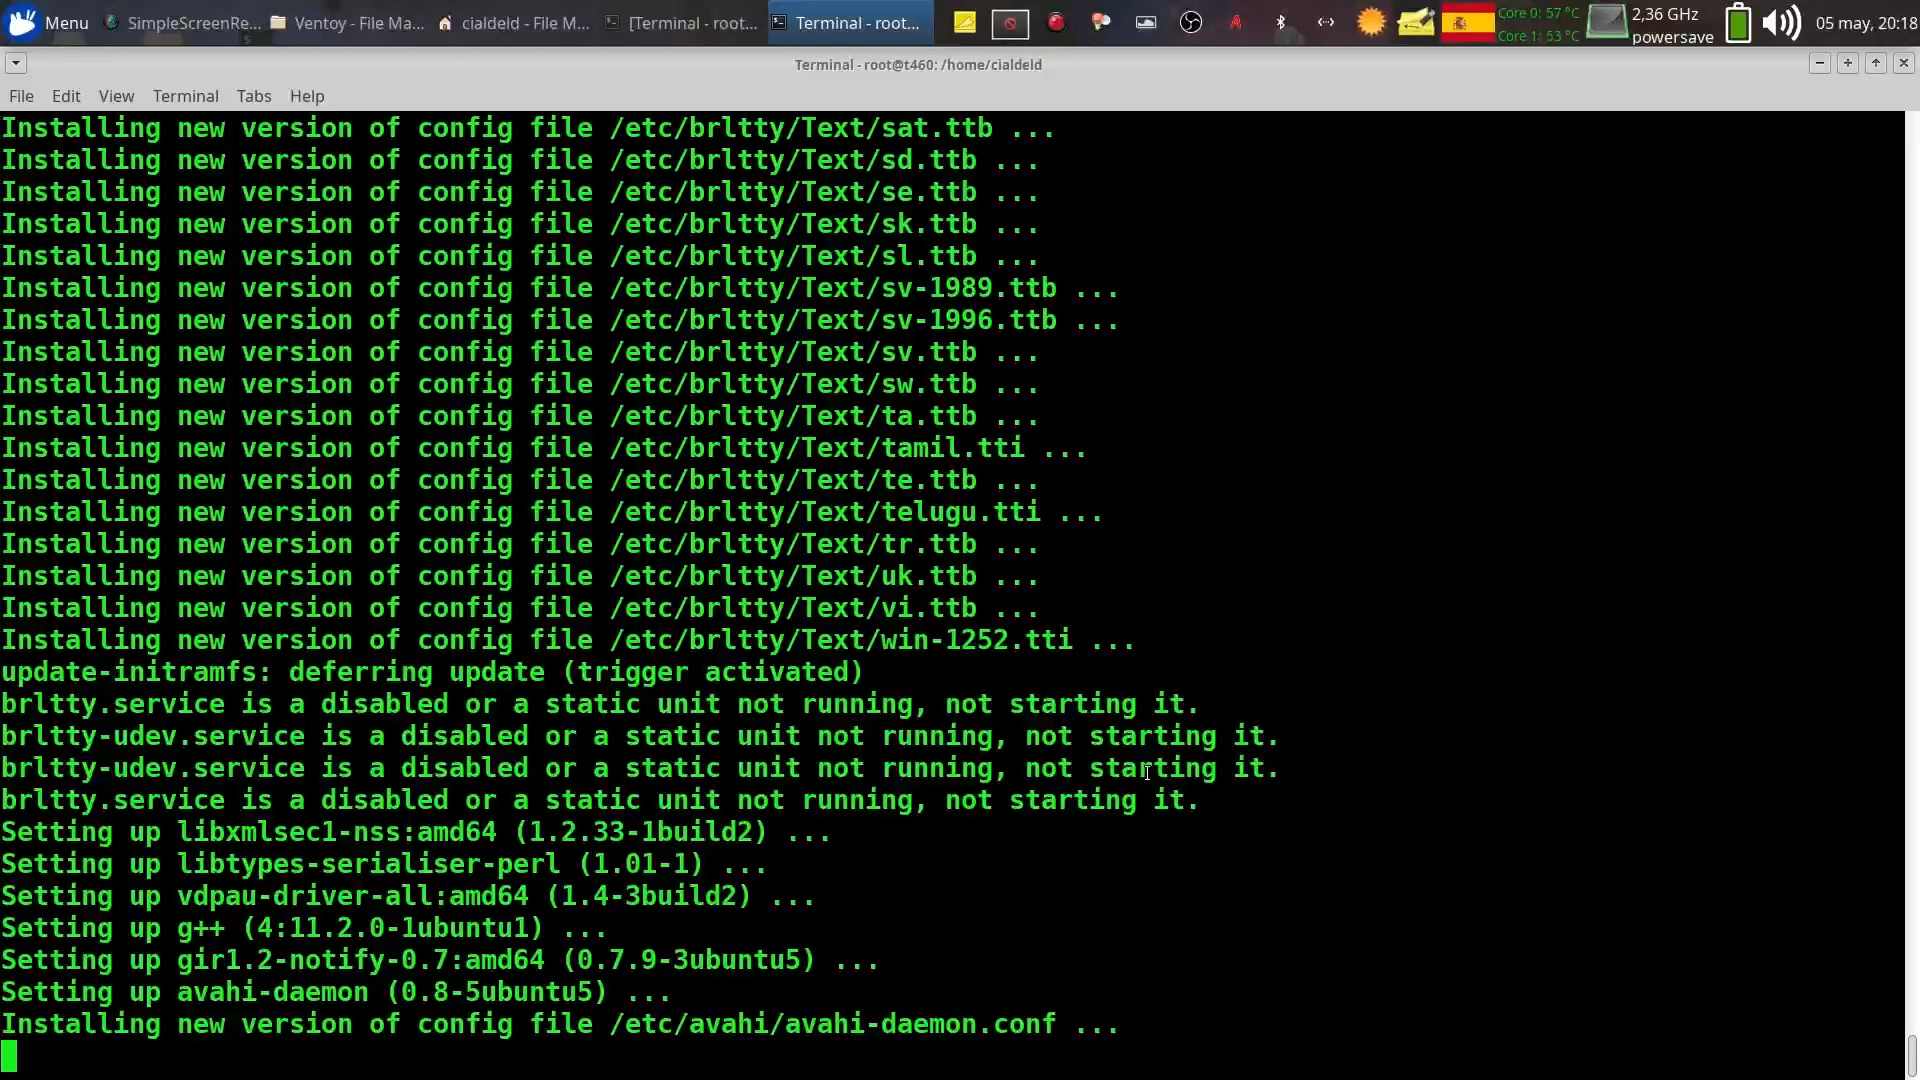 Menu SimpleScreenRe... Ventoy - File Ma... cialdeld - File M... [Terminal - root... Terminal - root... Core 0: 57 °C Core 1: 53 °C 2,36 GHz powersave 05 may, 20:18
Terminal - root@t460: /home/cialdeld
File Edit View Terminal Tabs Help
Installing new version of config file /etc/brltty/Text/sat.ttb ...
Installing new version of config file /etc/brltty/Text/sd.ttb ...
Installing new version of config file /etc/brltty/Text/se.ttb ...
Installing new version of config file /etc/brltty/Text/sk.ttb ...
Installing new version of config file /etc/brltty/Text/sl.ttb ...
Installing new version of config file /etc/brltty/Text/sv-1989.ttb ...
Installing new version of config file /etc/brltty/Text/sv-1996.ttb ...
Installing new version of config file /etc/brltty/Text/sv.ttb ...
Installing new version of config file /etc/brltty/Text/sw.ttb ...
Installing new version of config file /etc/brltty/Text/ta.ttb ...
Installing new version of config file /etc/brltty/Text/tamil.tti ...
Installing new version of config file /etc/brltty/Text/te.ttb ...
Installing new version of config file /etc/brltty/Text/telugu.tti ...
Installing new version of config file /etc/brltty/Text/tr.ttb ...
Installing new version of config file /etc/brltty/Text/uk.ttb ...
Installing new version of config file /etc/brltty/Text/vi.ttb ...
Installing new version of config file /etc/brltty/Text/win-1252.tti ...
update-initramfs: deferring update (trigger activated)
brltty.service is a disabled or a static unit not running, not starting it.
brltty-udev.service is a disabled or a static unit not running, not starting it.
brltty-udev.service is a disabled or a static unit not running, not starting it.
brltty.service is a disabled or a static unit not running, not starting it.
Setting up libxmlsec1-nss:amd64 (1.2.33-1build2) ...
Setting up libtypes-serialiser-perl (1.01-1) ...
Setting up vdpau-driver-all:amd64 (1.4-3build2) ...
Setting up g++ (4:11.2.0-1ubuntu1) ...
Setting up gir1.2-notify-0.7:amd64 (0.7.9-3ubuntu5) ...
Setting up avahi-daemon (0.8-5ubuntu5) ...
Installing new version of config file /etc/avahi/avahi-daemon.conf ...